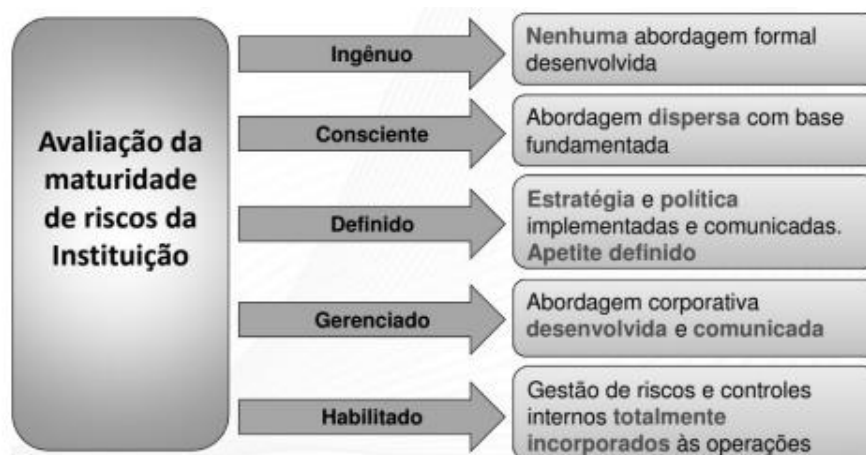 Avaliação da
maturidade
de riscos da
Instituição
Ingênuo
Nenhuma abordagem formal
desenvolvida
Consciente
Abordagem dispersa com base
fundamentada
Definido
Estratégia e política
implementadas e comunicadas.
Apetite definido
Gerenciado
Abordagem corporativa
desenvolvida e comunicada
Habilitado
Gestão de riscos e controles
internos totalmente
incorporados às operações